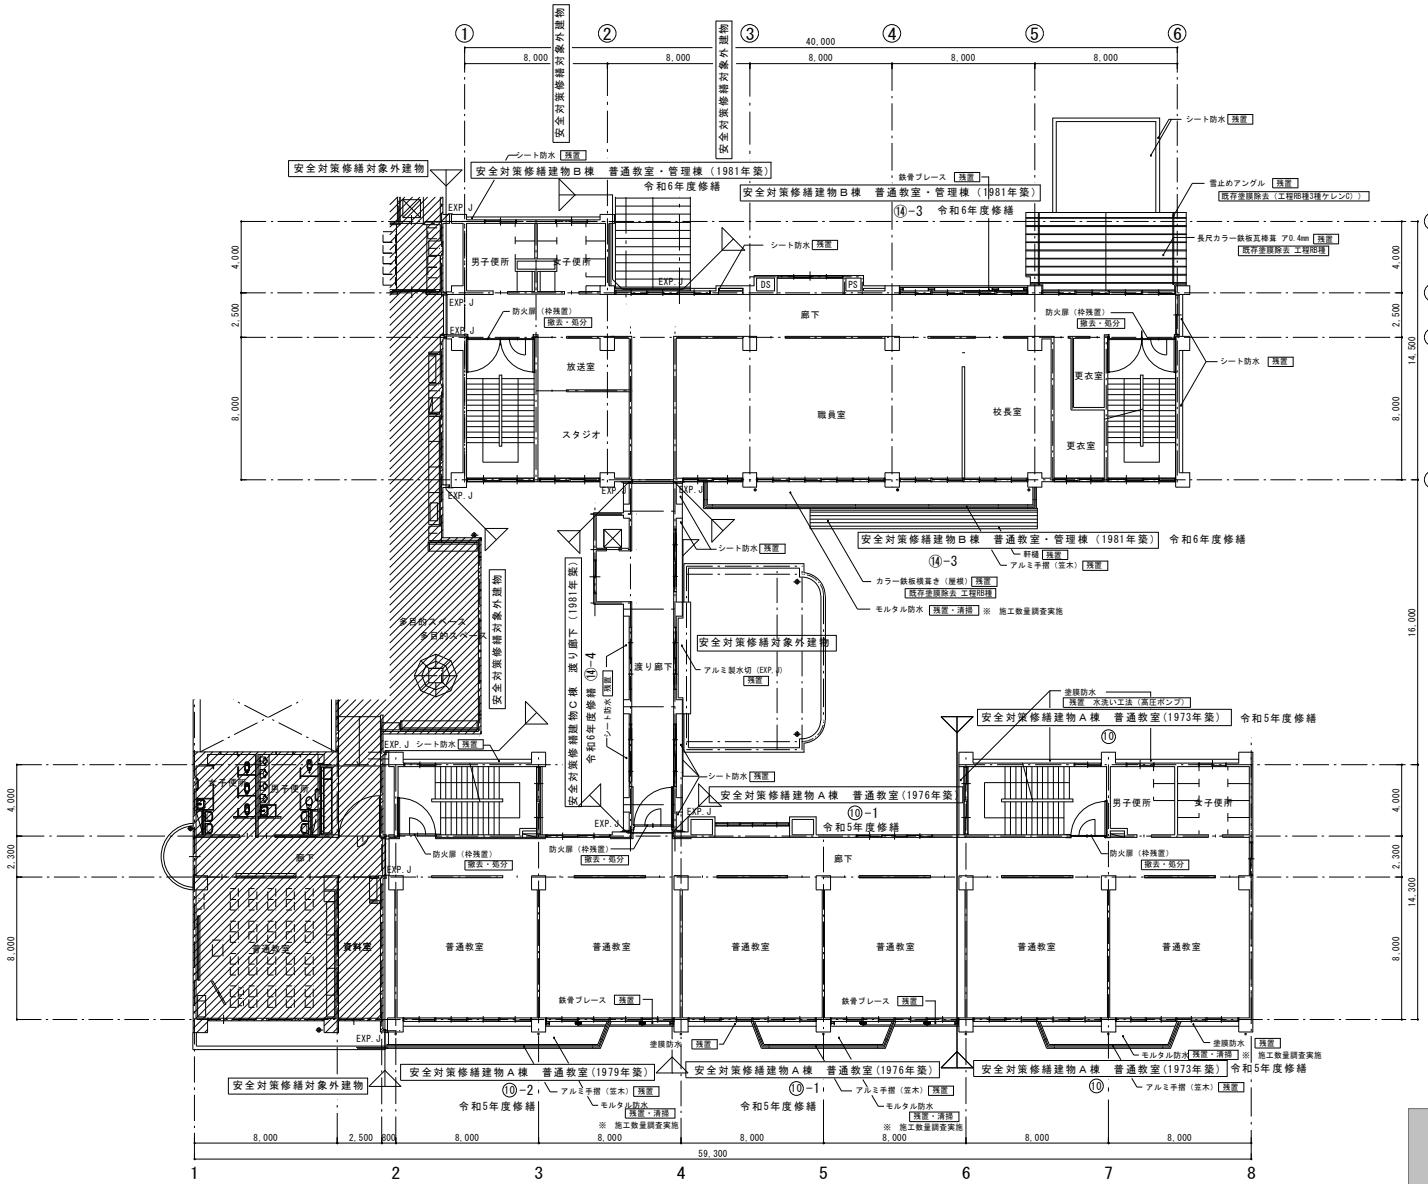 ① ② ③ ④ ⑤ ⑥
40,000
8,000 8,000 8,000 8,000 8,000
安全対策修繕対象外建物
安全対策修繕対象外建物
安全対策修繕対象外建物
シート防水 残置
安全対策修繕建物B棟 普通教室・管理棟（1981年築）
令和6年度修繕
鉄骨ブレース 残置
安全対策修繕建物B棟 普通教室・管理棟（1981年築）
⑭-3 令和6年度修繕
シート防水 残置
雪止めアングル 残置
既存塗膜除去（工程RB種3種ケレンC））
長尺カラー鉄板瓦棒葺 ア0.4mm 残置
既存塗膜除去 工程RB種
EXP.J
シート防水 残置
男子便所
女子便所
EXP.J
DS
PS
4,000
4,000
EXP.J
防火扉（枠残置）
撤去・処分
廊下
防火扉（枠残置）
撤去・処分
2,500
2,500
EXP.J
14,500
シート防水 残置
放送室
更衣室
職員室
校長室
スタジオ
更衣室
8,000
8,000
EXP.J
EXP.J
EXP.J
安全対策修繕建物B棟 普通教室・管理棟（1981年築） 令和6年度修繕
⑭-3
シート防水 残置
軒樋 残置
アルミ手摺（笠木） 残置
カラー鉄板横葺き（屋根） 残置
既存塗膜除去 工程RB種
モルタル防水 残置・清掃 ※ 施工数量調査実施
安全対策修繕対象外建物
安全対策修繕建物C棟 渡り廊下（1981年築）
令和6年度修繕 ⑭-4
シート防水 残置
多目的スペース
多目的スペース
渡り廊下
安全対策修繕対象外建物
アルミ製水切（EXP.J）
残置
16,000
塗膜防水
残置 水洗い工法（高圧ポンプ）
安全対策修繕建物A棟 普通教室（1973年築） 令和5年度修繕
⑩
EXP.J シート防水 残置
シート防水 残置
安全対策修繕建物A棟 普通教室（1976年築）
⑩-1
令和5年度修繕
女子便所
男子便所
EXP.J
EXP.J
男子便所
女子便所
4,000
4,000
防火扉（枠残置）
撤去・処分
防火扉（枠残置）
撤去・処分
防火扉（枠残置）
撤去・処分
廊下
廊下
EXP.J
2,300
2,300
14,300
普通教室
資料室
普通教室
普通教室
普通教室
普通教室
普通教室
普通教室
8,000
8,000
鉄骨ブレース 残置
鉄骨ブレース 残置
EXP.J
塗膜防水 残置
塗膜防水 残置
モルタル防水 残置・清掃 ※ 施工数量調査実施
安全対策修繕対象外建物
安全対策修繕建物A棟 普通教室（1979年築）
⑩-2
令和5年度修繕
アルミ手摺（笠木） 残置
モルタル防水
残置・清掃
※ 施工数量調査実施
安全対策修繕建物A棟 普通教室（1976年築）
⑩-1
令和5年度修繕
アルミ手摺（笠木） 残置
モルタル防水
残置・清掃
※ 施工数量調査実施
安全対策修繕建物A棟 普通教室（1973年築） 令和5年度修繕
⑩
アルミ手摺（笠木） 残置
8,000 2,500 800 8,000 8,000 8,000 8,000 8,000 8,000
59,300
1 2 3 4 5 6 7 8